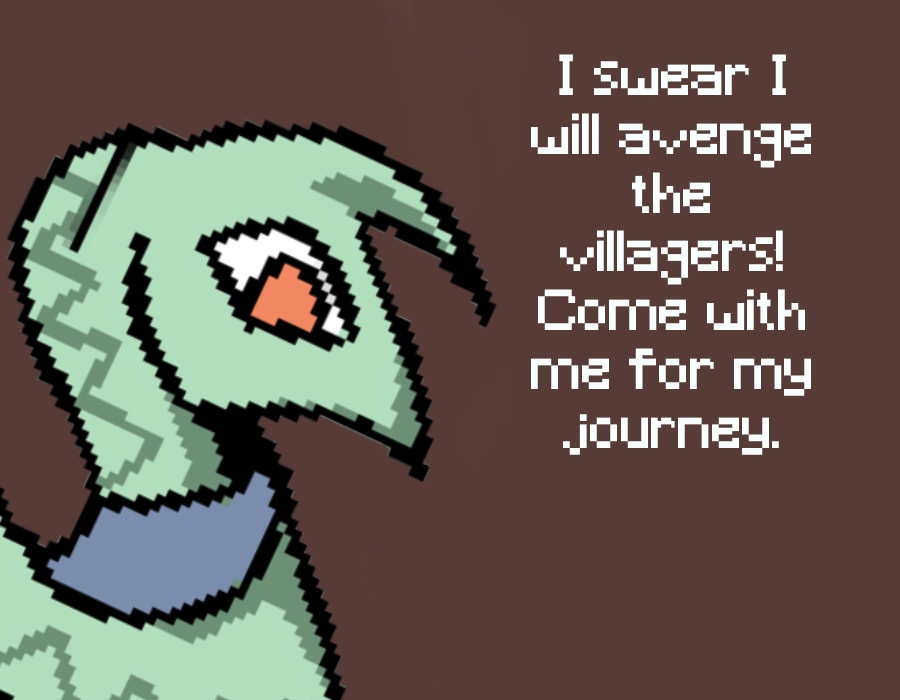 I swear I
will avenge
the
villagers!
Come with
me for my
journey.